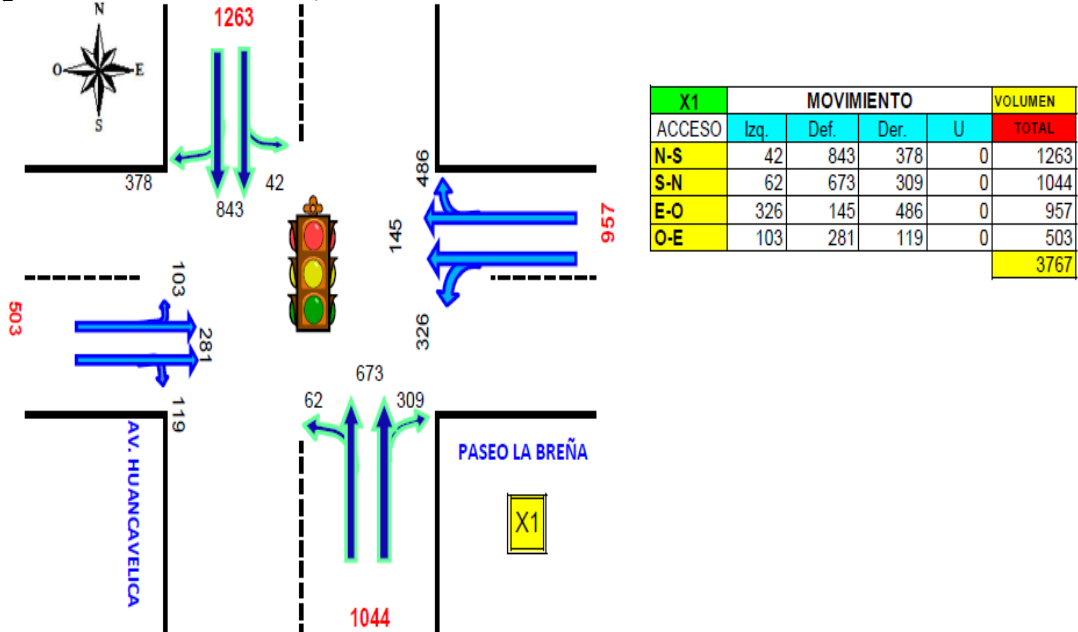 N
O E
S
1263
378
843
42
486
145
326
957
503
103
281
119
62
673
309
1044
AV. HUANCAVELICA
PASEO LA BREÑA
X1
X1 MOVIMIENTO VOLUMEN
ACCESO Izq. Def. Der. U TOTAL
N-S 42 843 378 0 1263
S-N 62 673 309 0 1044
E-O 326 145 486 0 957
O-E 103 281 119 0 503
3767